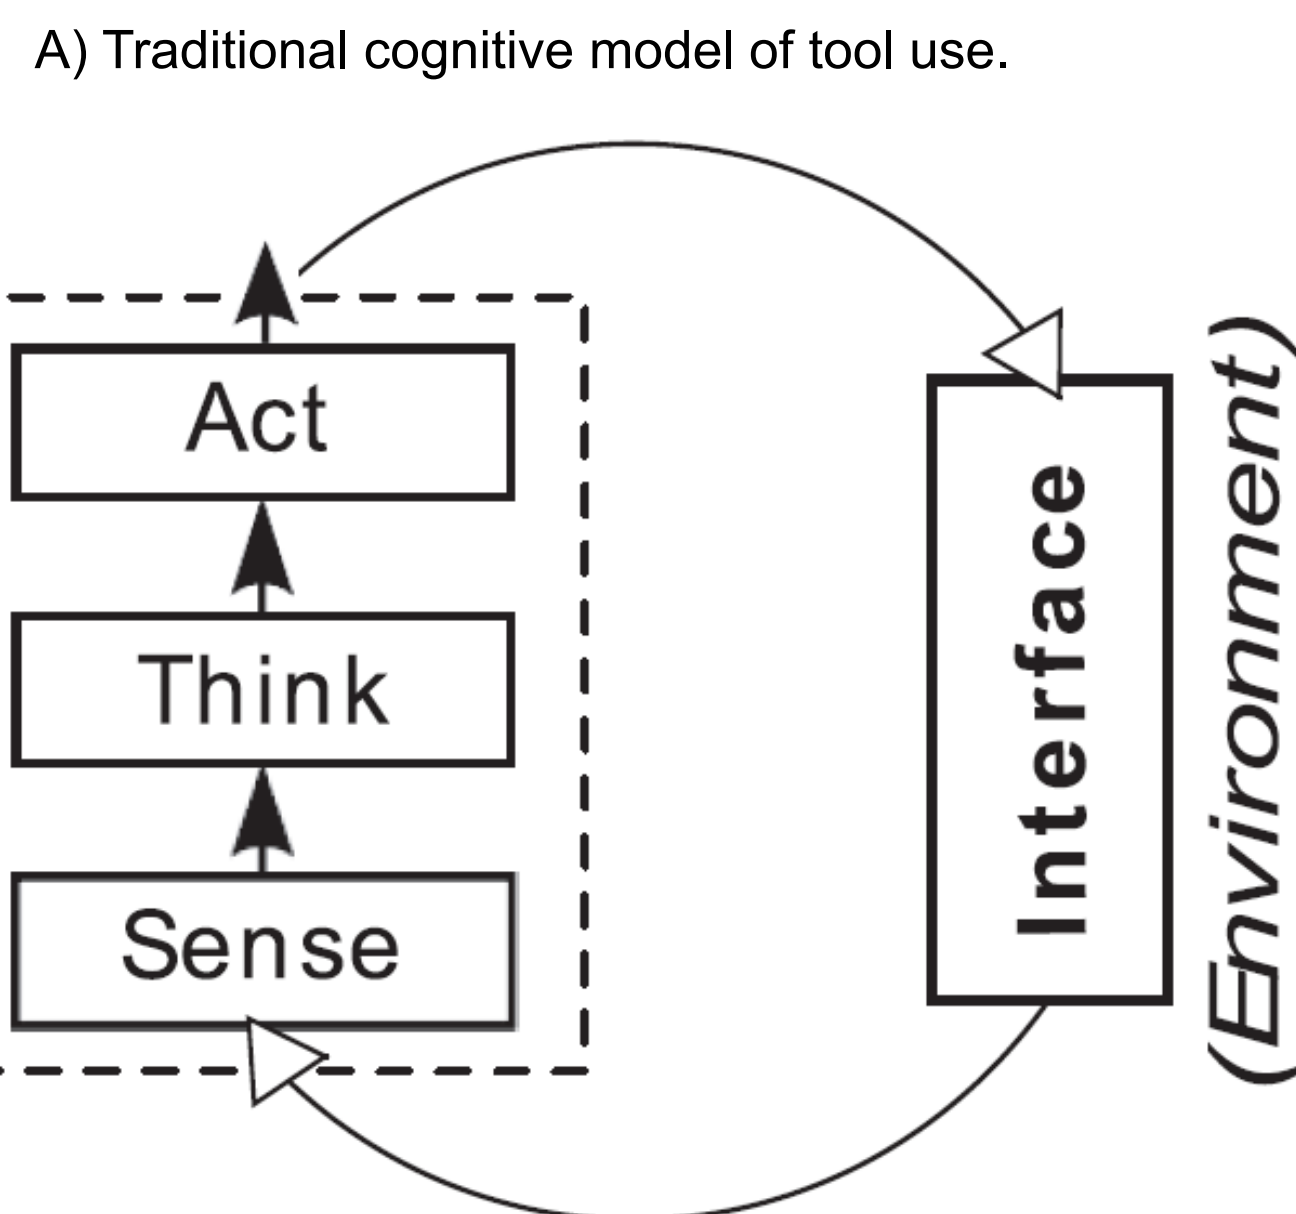 A) Traditional cognitive model of tool use.
Act
Think
Sense
Interface
(Environment)